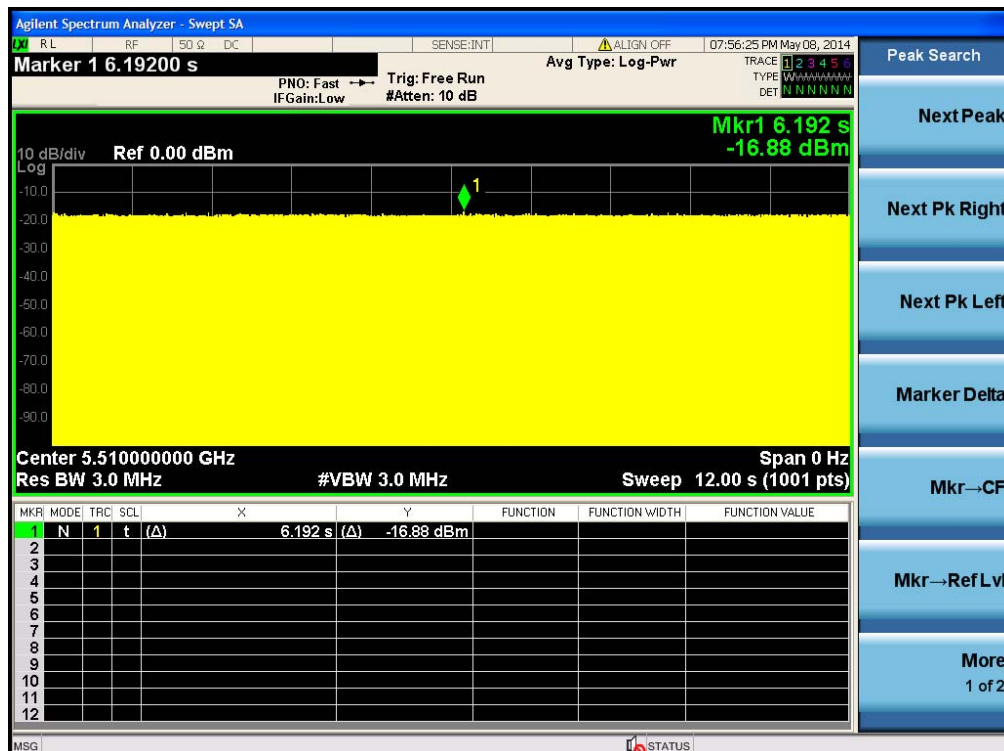 Agilent Spectrum Analyzer - Swept SA
LXI RL RF 50 Ω DC SENSE:INT ALIGN OFF 07:56:25 PM May 08, 2014
Marker 1 6.19200 s
PNO: Fast
IFGain:Low
Trig: Free Run
#Atten: 10 dB
Avg Type: Log-Pwr
TRACE 1 2 3 4 5 6
TYPE WWWWWW
DET N N N N N N
Mkr1 6.192 s
-16.88 dBm
10 dB/div Ref 0.00 dBm
Log
1
-10.0
-20.0
-30.0
-40.0
-50.0
-60.0
-70.0
-80.0
-90.0
Center 5.510000000 GHz Span 0 Hz
Res BW 3.0 MHz #VBW 3.0 MHz Sweep 12.00 s (1001 pts)
MKR MODE TRC SCL X Y FUNCTION FUNCTION WIDTH FUNCTION VALUE
1 N 1 t (Δ) 6.192 s (Δ) -16.88 dBm
2
3
4
5
6
7
8
9
10
11
12
MSG STATUS
Peak Search
Next Peak
Next Pk Right
Next Pk Left
Marker Delta
Mkr→CF
Mkr→Ref Lvl
More
1 of 2